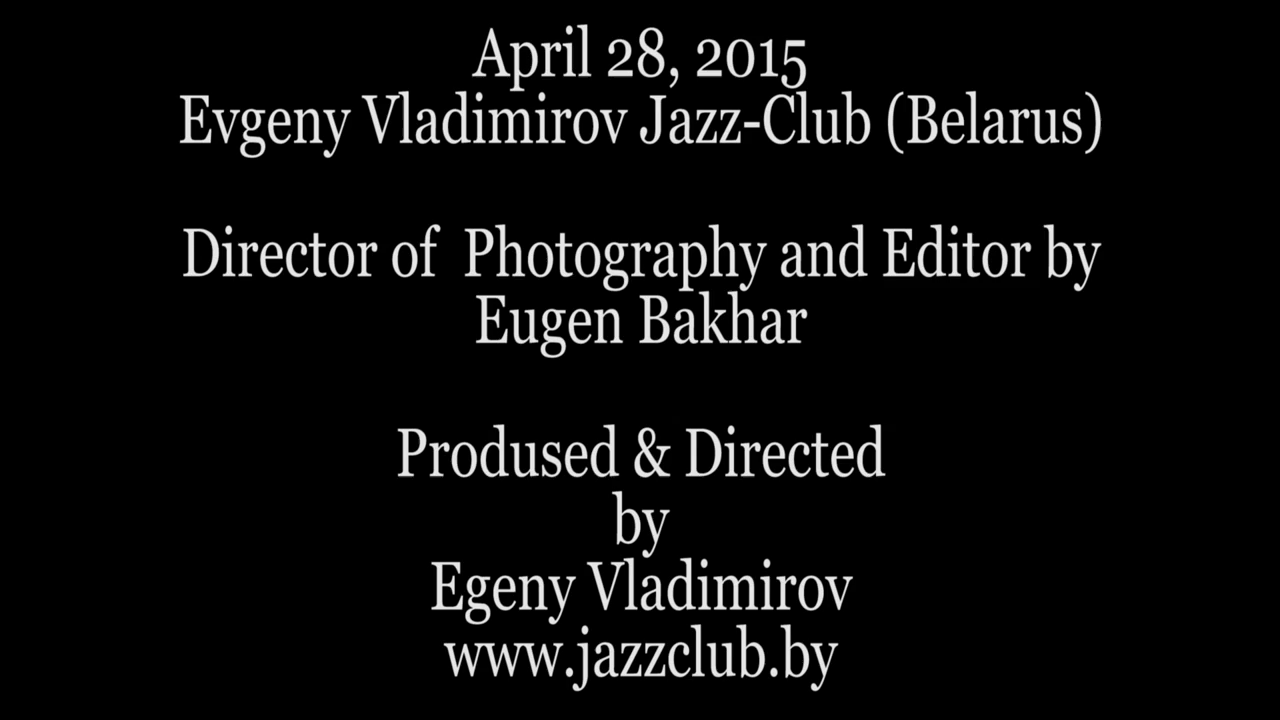 April 28, 2015
Evgeny Vladimirov Jazz-Club (Belarus)
Director of  Photography and Editor by
Eugen Bakhar
Prodused & Directed
by
Egeny Vladimirov
www.jazzclub.by